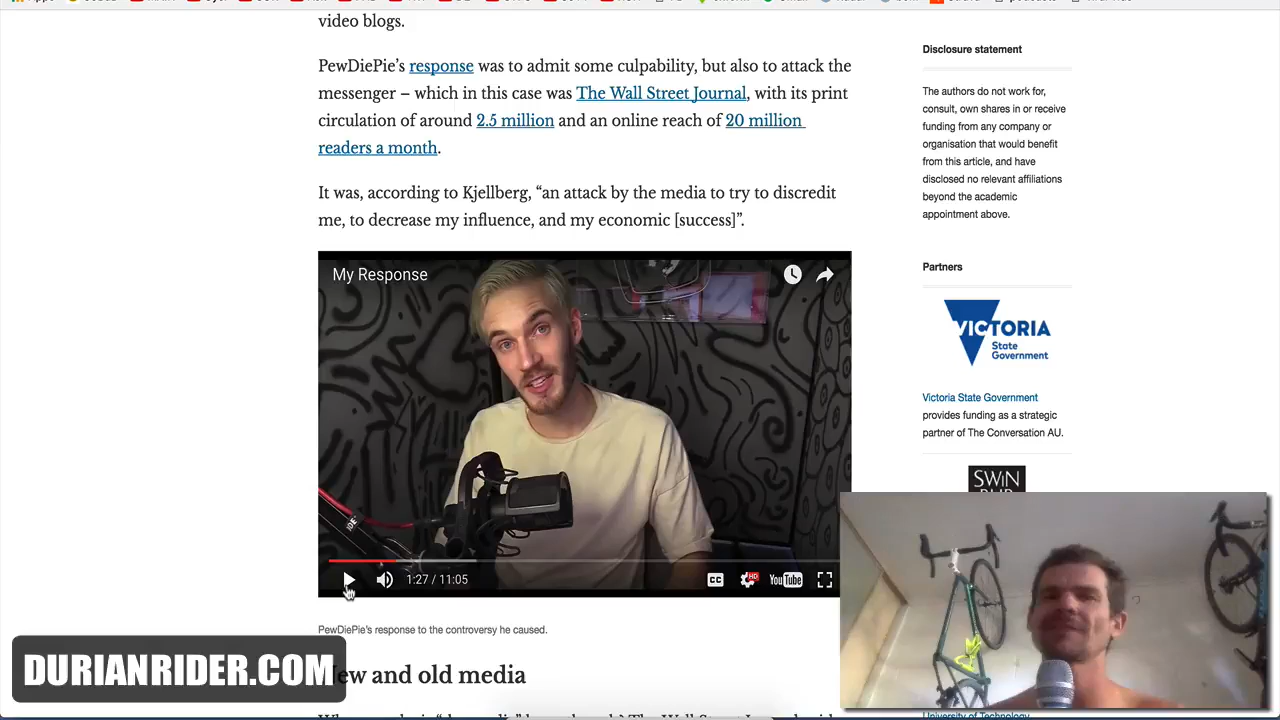 video blogs.
PewDiePie’s response was to admit some culpability, but also to attack the
messenger – which in this case was The Wall Street Journal, with its print
circulation of around 2.5 million and an online reach of 20 million
readers a month.
It was, according to Kjellberg, “an attack by the media to try to discredit
me, to decrease my influence, and my economic [success]”.
My Response
1:27 / 11:05
CC
HD
YouTube
PewDiePie’s response to the controversy he caused.
New and old media
DURIANRIDER.COM
Disclosure statement
The authors do not work for,
consult, own shares in or receive
funding from any company or
organisation that would benefit
from this article, and have
disclosed no relevant affiliations
beyond the academic
appointment above.
Partners
VICTORIA
State
Government
Victoria State Government
provides funding as a strategic
partner of The Conversation AU.
SWIN
University of Technology